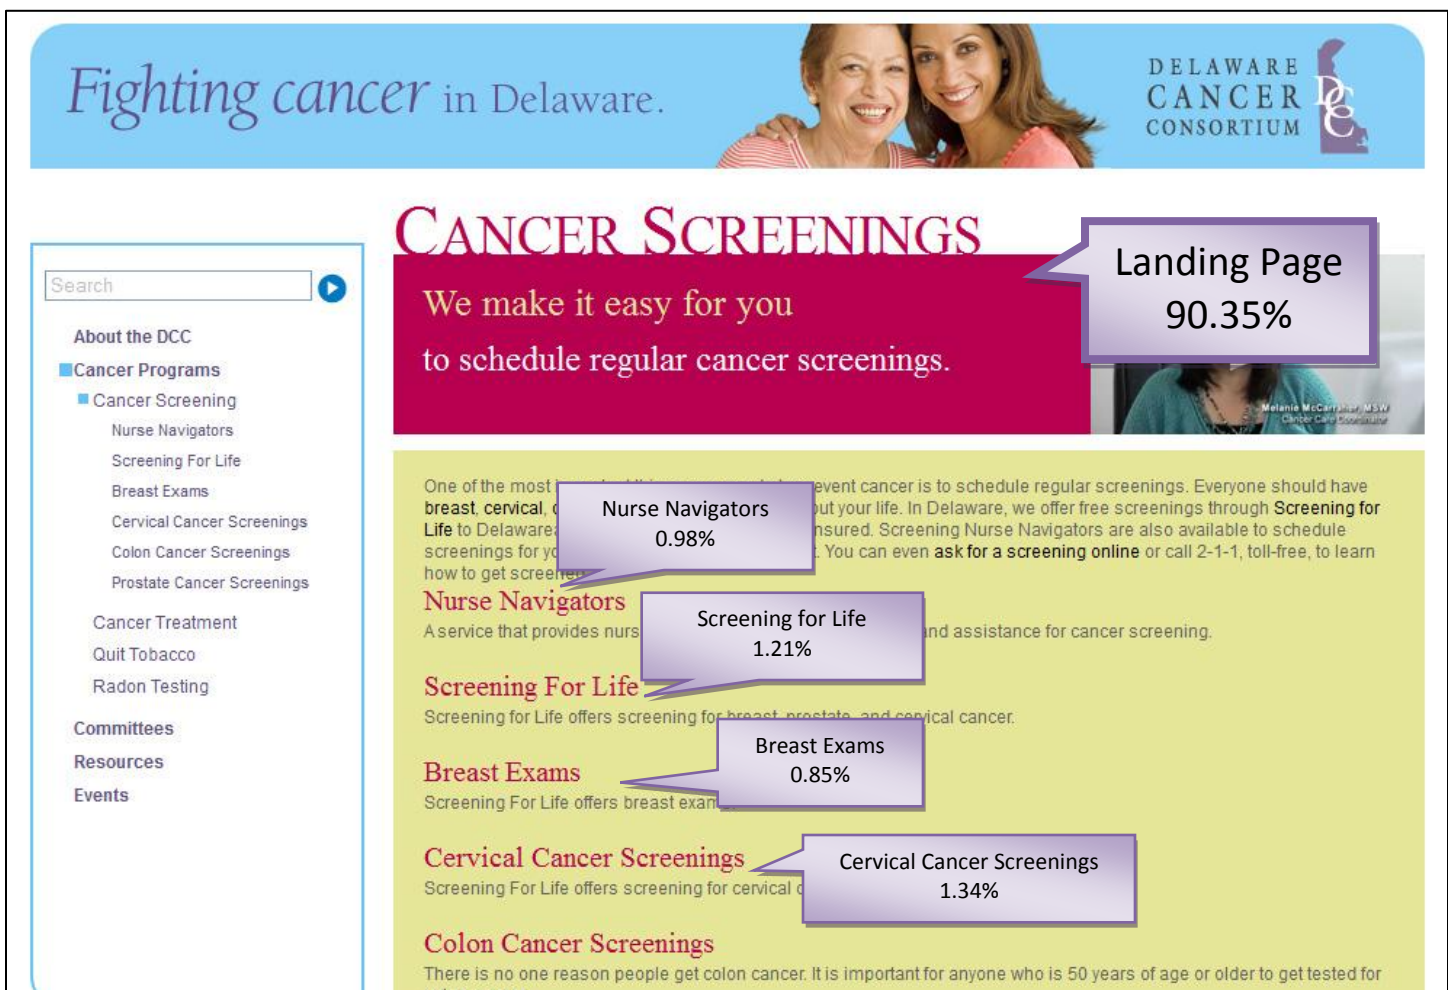 Fighting cancer in Delaware.
DELAWARE
CANCER
CONSORTIUM
DCC
CANCER SCREENINGS
Landing Page
90.35%
We make it easy for you
to schedule regular cancer screenings.
Melanie McCarraher, MSW
Cancer Care Coordinator
Search
About the DCC
Cancer Programs
Cancer Screening
Nurse Navigators
Screening For Life
Breast Exams
Cervical Cancer Screenings
Colon Cancer Screenings
Prostate Cancer Screenings
Cancer Treatment
Quit Tobacco
Radon Testing
Committees
Resources
Events
One of the most event cancer is to schedule regular screenings. Everyone should have
breast, cervical, your life. In Delaware, we offer free screenings through Screening for
Life to Screening Nurse Navigators are also available to schedule
screenings for You can even ask for a screening online or call 2-1-1, toll-free, to learn
how to get
Nurse Navigators
0.98%
Nurse Navigators
A service that provides and assistance for cancer screening.
Screening for Life
1.21%
Screening For Life
Screening for Life offers screening for breast, prostate, and cervical cancer.
Breast Exams
0.85%
Breast Exams
Screening For Life offers breast
Cervical Cancer Screenings
1.34%
Cervical Cancer Screenings
Screening For Life offers screening for cervical
Colon Cancer Screenings
There is no one reason people get colon cancer. It is important for anyone who is 50 years of age or older to get tested for